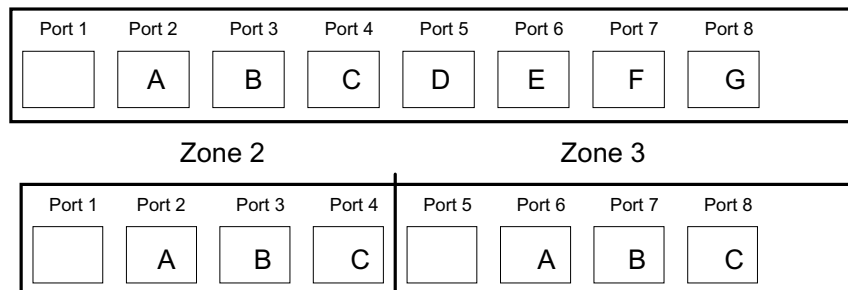 Port 1 Port 2 Port 3 Port 4 Port 5 Port 6 Port 7 Port 8
A B C D E F G
Zone 2 Zone 3
Port 1 Port 2 Port 3 Port 4 Port 5 Port 6 Port 7 Port 8
A B C A B C